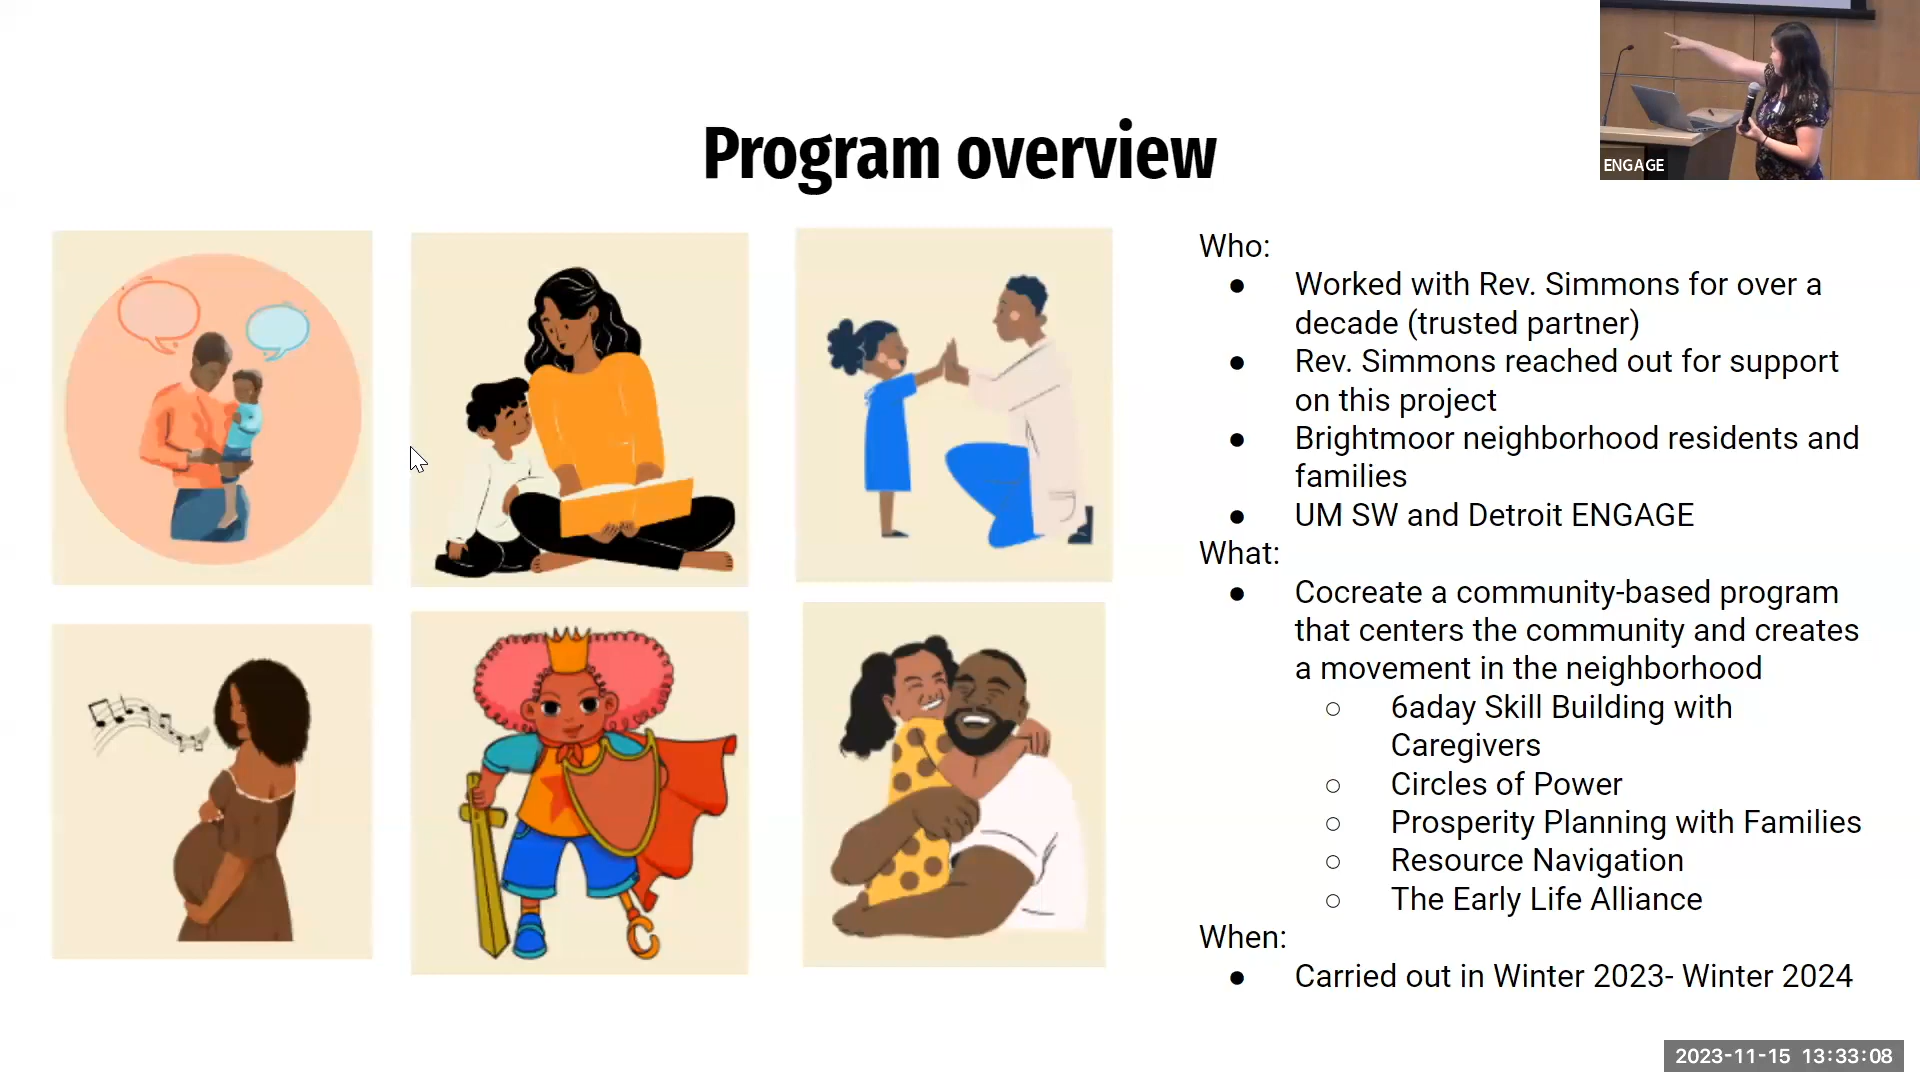 Program overview
ENGAGE
Who:
● Worked with Rev. Simmons for over a
decade (trusted partner)
● Rev. Simmons reached out for support
on this project
● Brightmoor neighborhood residents and
families
● UM SW and Detroit ENGAGE
What:
● Cocreate a community-based program
that centers the community and creates
a movement in the neighborhood
○ 6aday Skill Building with
Caregivers
○ Circles of Power
○ Prosperity Planning with Families
○ Resource Navigation
○ The Early Life Alliance
When:
● Carried out in Winter 2023- Winter 2024
2023-11-15 13:33:08